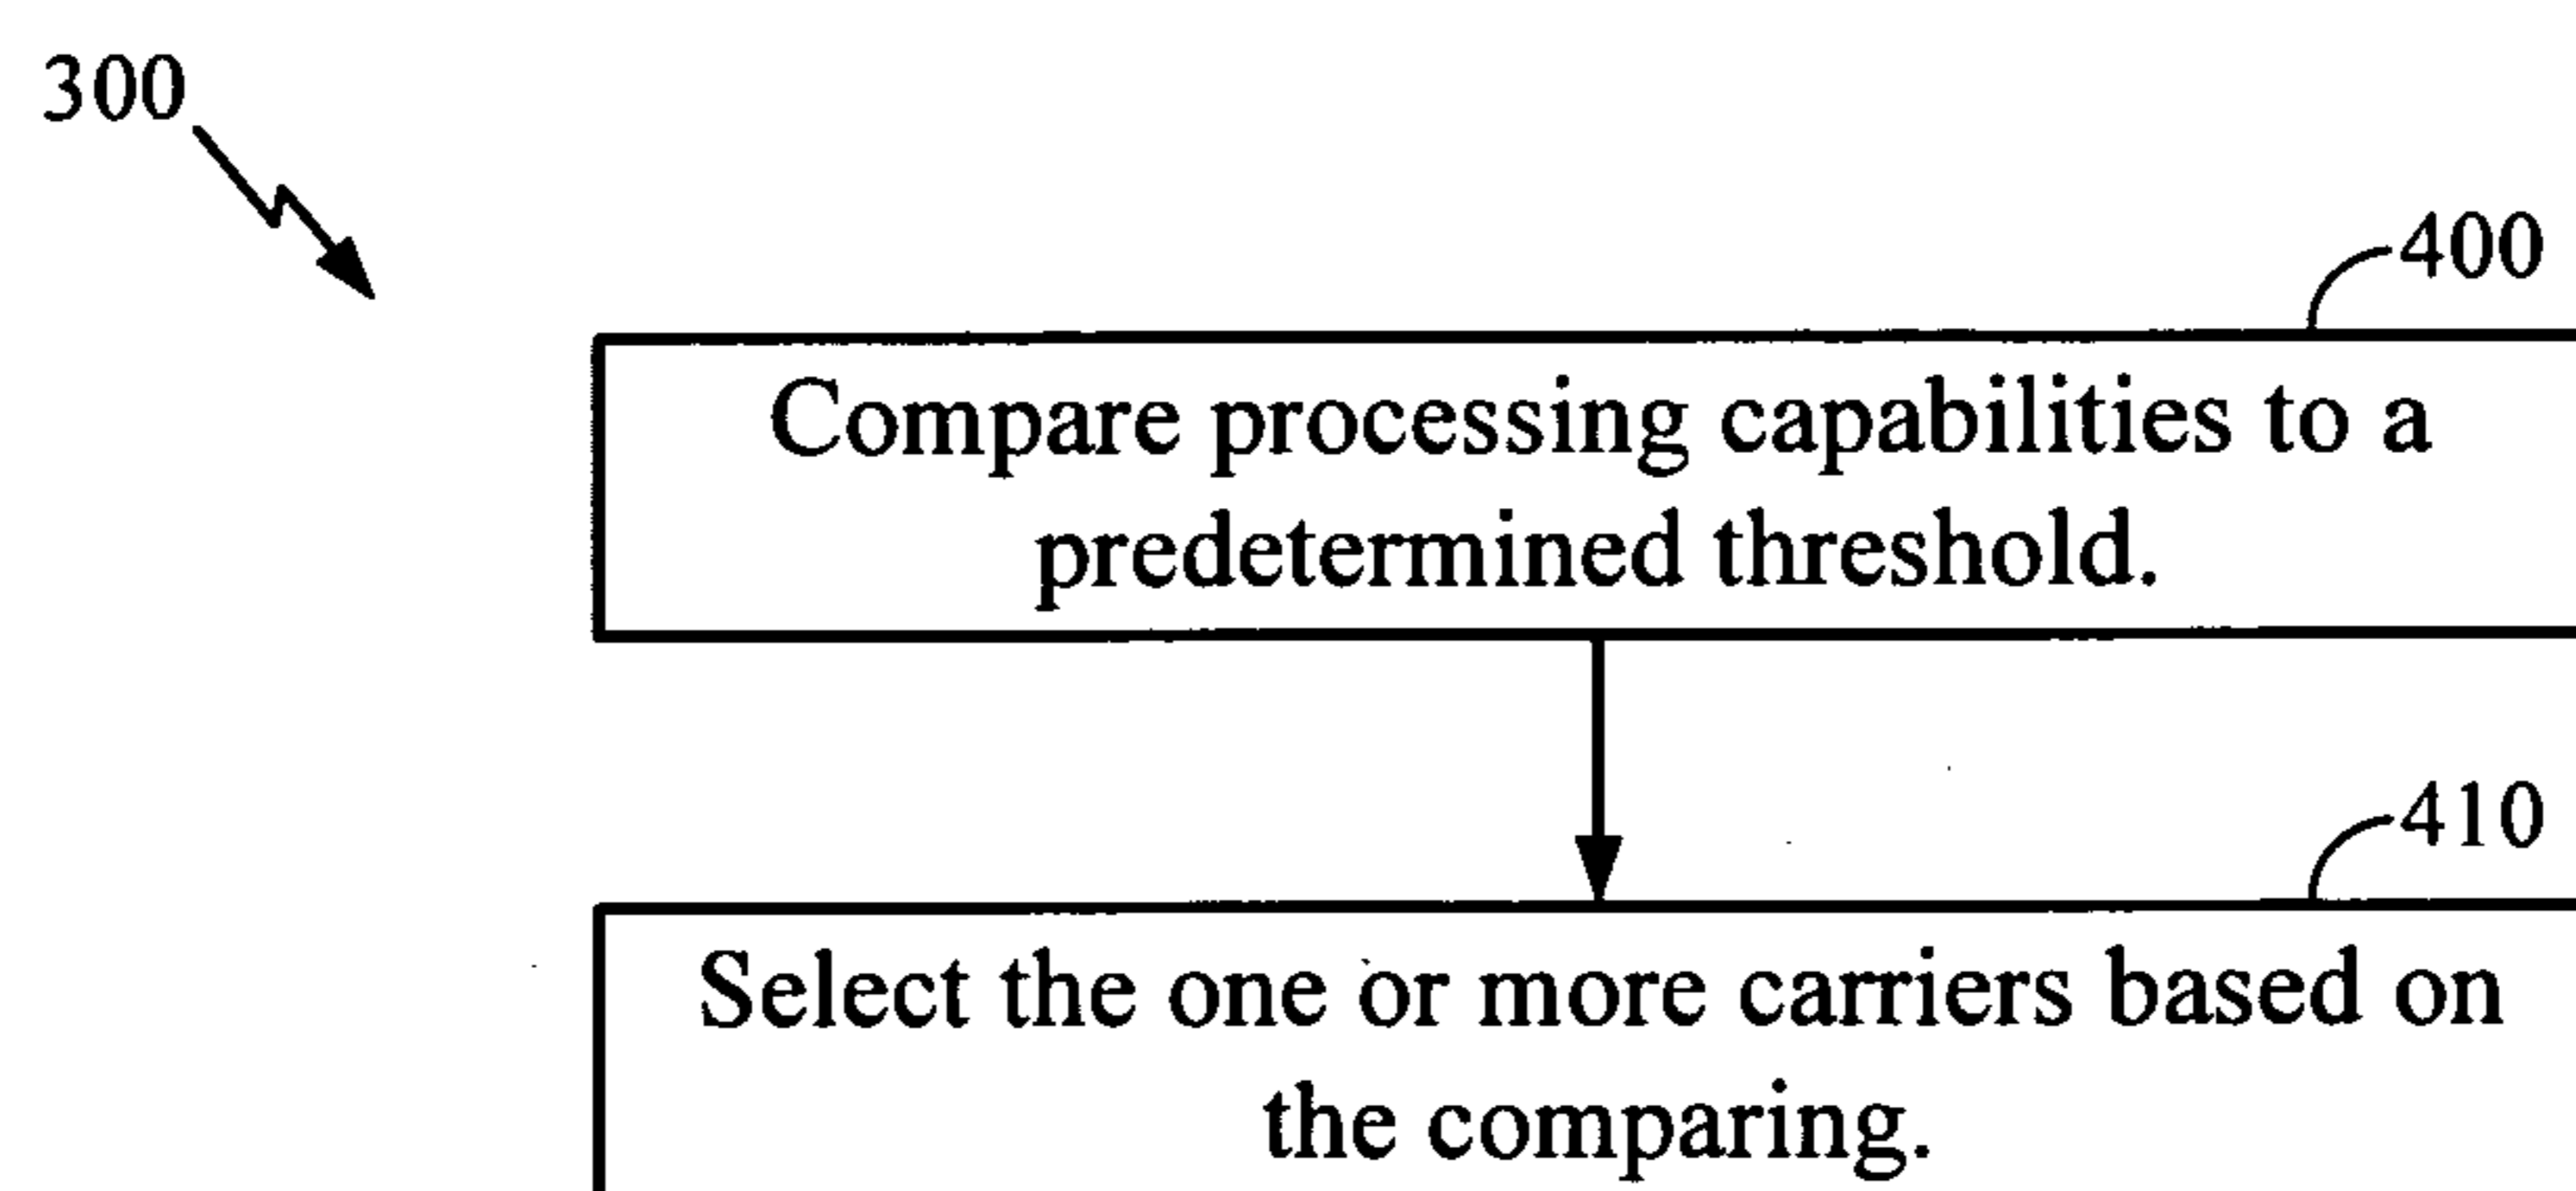 300
400
Compare processing capabilities to a
predetermined threshold.
410
Select the one or more carriers based on
the comparing.